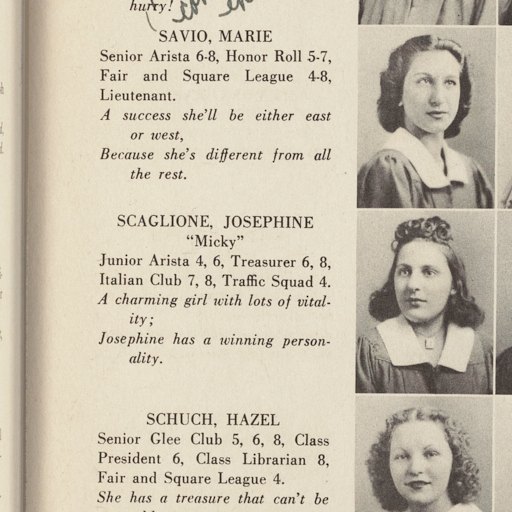 hurry!
SAVIO, MARIE
Senior Arista 6-8, Honor Roll 5-7,
Fair and Square League 4-8,
Lieutenant.
A success she'll be either east
or west,
Because she's different from all
the rest.
SCAGLIONE, JOSEPHINE
"Micky"
Junior Arista 4, 6, Treasurer 6, 8,
Italian Club 7, 8, Traffic Squad 4.
A charming girl with lots of vital-
ity;
Josephine has a winning person-
ality.
SCHUCH, HAZEL
Senior Glee Club 5, 6, 8, Class
President 6, Class Librarian 8,
Fair and Square League 4.
She has a treasure that can't be